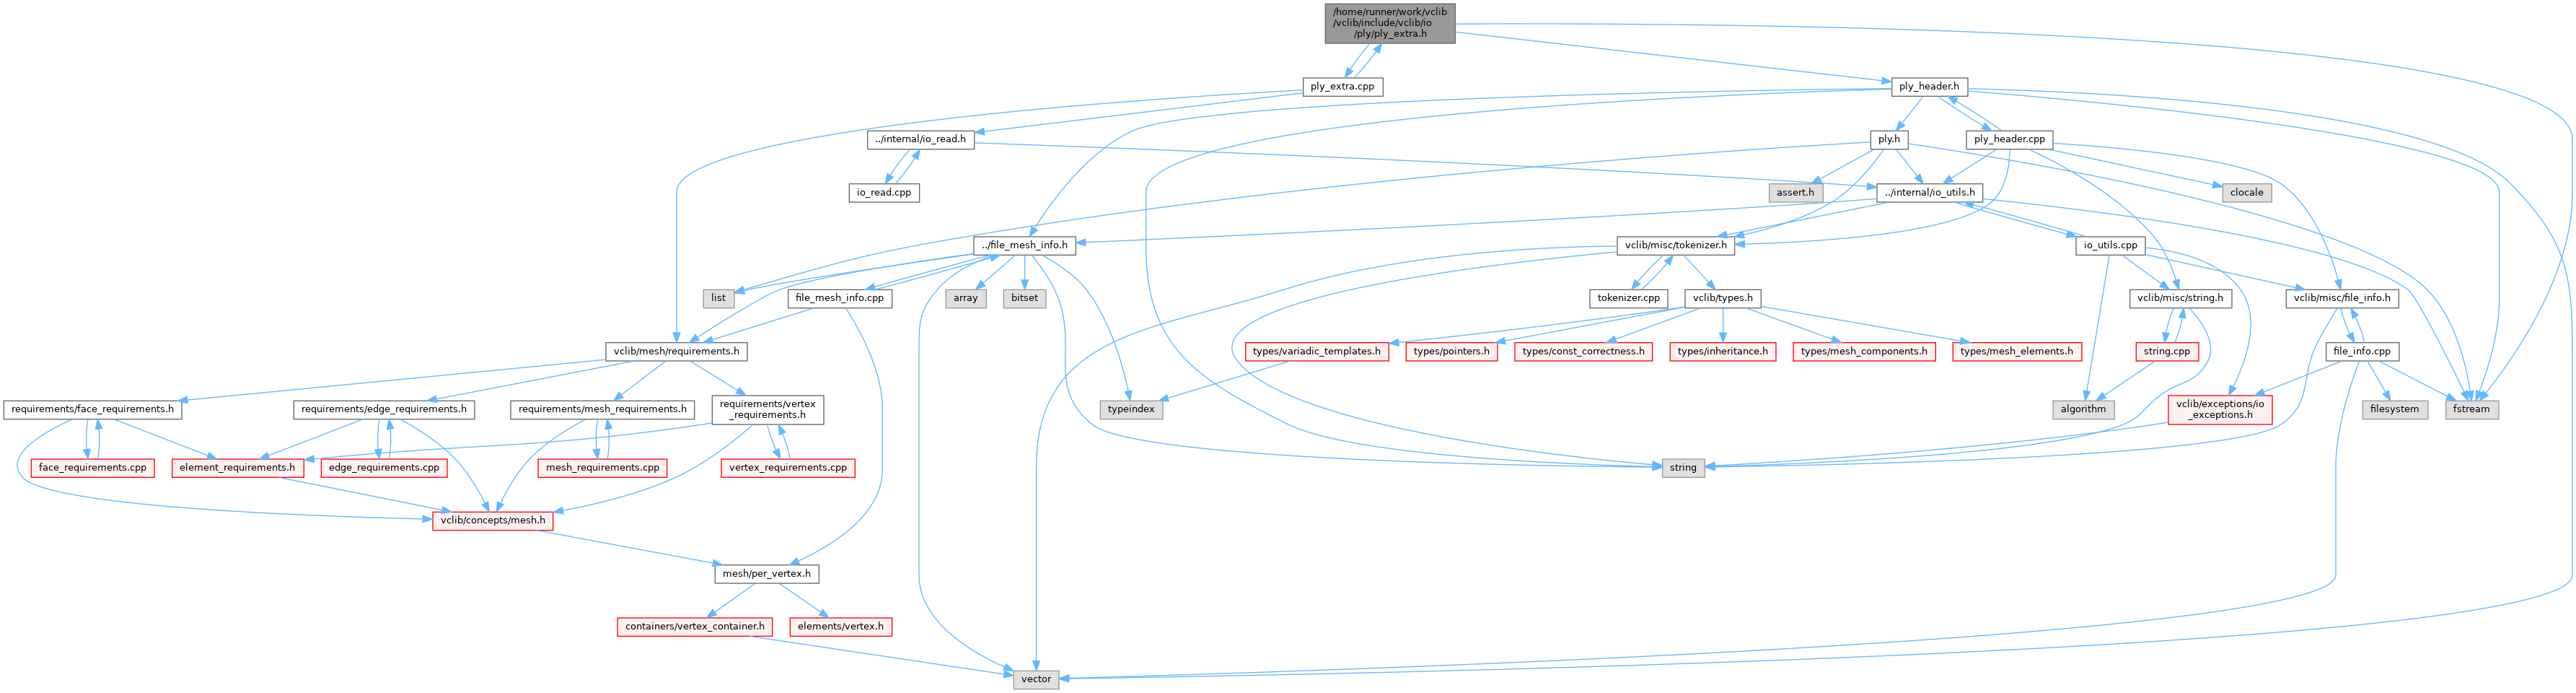 /home/runner/work/vclib
/vclib/include/vclib/io
/ply/ply_extra.h
ply_extra.cpp
ply_header.h
../internal/io_read.h
ply.h
ply_header.cpp
io_read.cpp
assert.h
../internal/io_utils.h
clocale
../file_mesh_info.h
vclib/misc/tokenizer.h
io_utils.cpp
list
file_mesh_info.cpp
array
bitset
tokenizer.cpp
vclib/types.h
vclib/misc/string.h
vclib/misc/file_info.h
vclib/mesh/requirements.h
types/variadic_templates.h
types/pointers.h
types/const_correctness.h
types/inheritance.h
types/mesh_components.h
types/mesh_elements.h
string.cpp
file_info.cpp
requirements/face_requirements.h
requirements/edge_requirements.h
requirements/mesh_requirements.h
requirements/vertex
_requirements.h
typeindex
algorithm
vclib/exceptions/io
_exceptions.h
filesystem
fstream
face_requirements.cpp
element_requirements.h
edge_requirements.cpp
mesh_requirements.cpp
vertex_requirements.cpp
string
vclib/concepts/mesh.h
mesh/per_vertex.h
containers/vertex_container.h
elements/vertex.h
vector